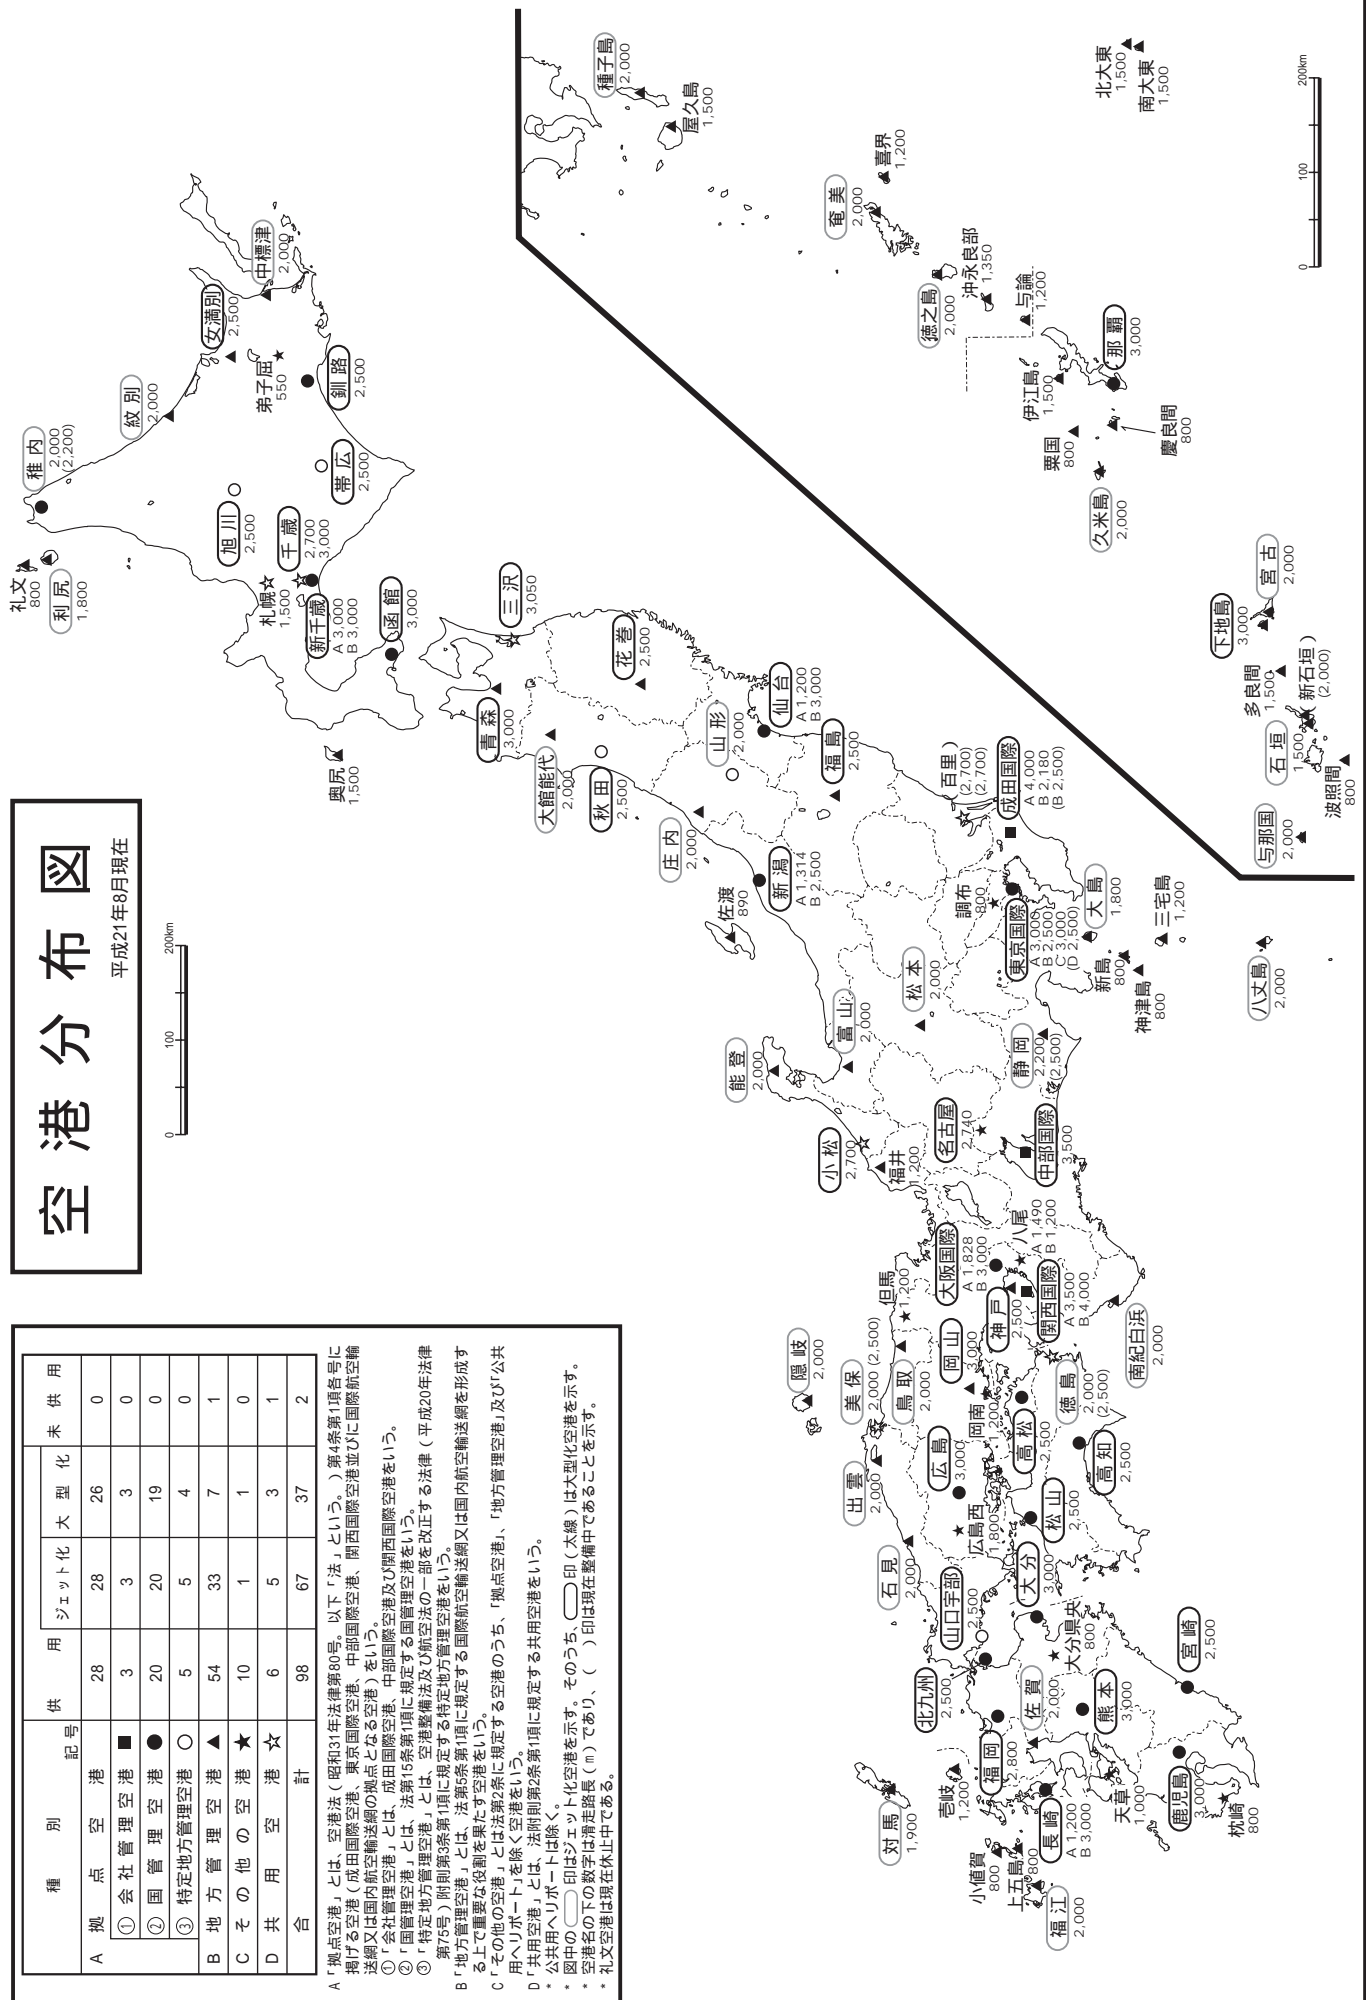 空港分布図
平成21年8月現在
0 100 200km
種別 記号 供用 ジェット化 大型化 未供用
A 拠点空港 28 28 26 0
① 会社管理空港 ■ 3 3 3 0
② 国管理空港 ● 20 20 19 0
③ 特定地方管理空港 ○ 5 5 4 0
B 地方管理空港 ▲ 54 33 7 1
C その他の空港 ★ 10 1 1 0
D 共用空港 ☆ 6 5 3 1
合計 98 67 37 2
A「拠点空港」とは、空港法(昭和31年法律第80号。以下「法」という。)第4条第1項各号に
掲げる空港(成田国際空港、東京国際空港、中部国際空港、関西国際空港並びに国際航空輸
送網又は国内航空輸送網の拠点となる空港)をいう。
①「会社管理空港」とは、成田国際空港、中部国際空港及び関西国際空港をいう。
②「国管理空港」とは、法第15条第1項に規定する国管理空港をいう。
③「特定地方管理空港」とは、空港整備法及び航空法の一部を改正する法律(平成20年法律
第75号)附則第3条第1項に規定する特定地方管理空港をいう。
B「地方管理空港」とは、法第5条第1項に規定する国際航空輸送網又は国内航空輸送網を形成す
る上で重要な役割を果たす空港をいう。
C「その他の空港」とは法第2条に規定する空港のうち、「拠点空港」、「地方管理空港」及び「公共
用ヘリポート」を除く空港をいう。
D「共用空港」とは、法附則第2条第1項に規定する共用空港をいう。
* 公共用ヘリポートは除く。
* 図中の 印はジェット化空港を示す。そのうち、 印(太線)は大型化空港を示す。
* 空港名の下の数字は滑走路長(m)であり、( )印は現在整備中であることを示す。
* 礼文空港は現在休止中である。
礼文
800
利尻
1,800
稚内
2,000
(2,200)
紋別
2,000
女満別
2,500
中標津
2,000
弟子屈
550
釧路
2,500
帯広
2,500
旭川
2,500
千歳
2,700
3,000
札幌
1,500
新千歳
A 3,000
B 3,000
函館
3,000
奥尻
1,500
青森
3,000
三沢
3,050
大館能代
2,000
花巻
2,500
秋田
2,500
山形
2,000
仙台
A 1,200
B 3,000
庄内
2,000
福島
2,500
新潟
A 1,314
B 2,500
佐渡
890
百里)
(2,700)
(2,700)
成田国際
A 4,000
B 2,180
(B 2,500)
調布
800
東京国際
A 3,000
B 2,500
C 3,000
(D 2,500)
大島
1,800
新島
800
神津島
800
三宅島
1,200
八丈島
2,000
松本
2,000
富山
2,000
能登
2,000
静岡
2,200
(2,500)
小松
2,700
福井
1,200
名古屋
2,740
中部国際
3,500
大阪国際
A 1,828
B 3,000
八尾
A 1,490
B 1,200
但馬
1,200
神戸
2,500
関西国際
A 3,500
B 4,000
南紀白浜
2,000
隠岐
2,000
美保
2,000 (2,500)
鳥取
2,000
岡山
3,000
岡南
1,200
出雲
2,000
広島
3,000
高松
2,500
徳島
2,000
(2,500)
高知
2,500
石見
2,000
広島西
1,800
松山
2,500
山口宇部
2,500
大分
3,000
大分県央
800
北九州
2,500
佐賀
2,000
福岡
2,800
熊本
3,000
宮崎
2,500
対馬
1,900
壱岐
1,200
小値賀
800
上五島
800
福江
2,000
長崎
A 1,200
B 3,000
天草
1,000
鹿児島
3,000
枕崎
800
種子島
2,000
屋久島
1,500
喜界
1,200
奄美
2,000
徳之島
2,000
沖永良部
1,350
与論
1,200
伊江島
1,500
那覇
3,000
粟国
800
慶良間
800
久米島
2,000
北大東
1,500
南大東
1,500
0 100 200km
宮古
2,000
下地島
3,000
多良間
1,500
(新石垣)
(2,000)
石垣
1,500
波照間
800
与那国
2,000